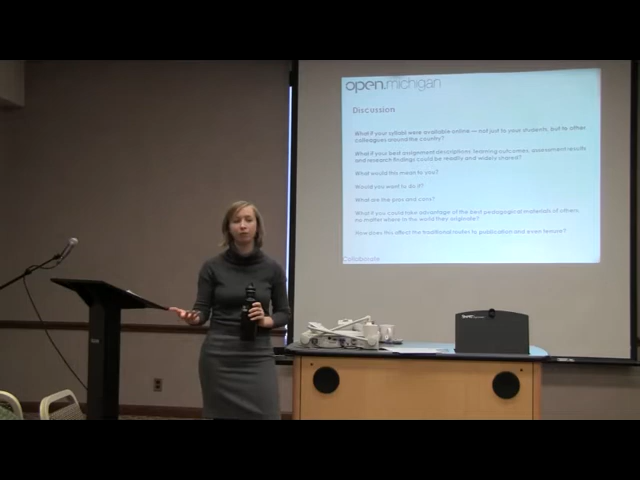 open.michigan
Discussion
What if your syllabi were available online — not just to your students, but to other
colleagues around the country?
What if your best assignment descriptions, learning outcomes, assessment results
and research findings could be readily and widely shared?
What would this mean to you?
Would you want to do it?
What are the pros and cons?
What if you could take advantage of the best pedagogical materials of others
no matter where in the world they originate?
How does this effect the traditional routes to publication and even tenure?
Collaborate